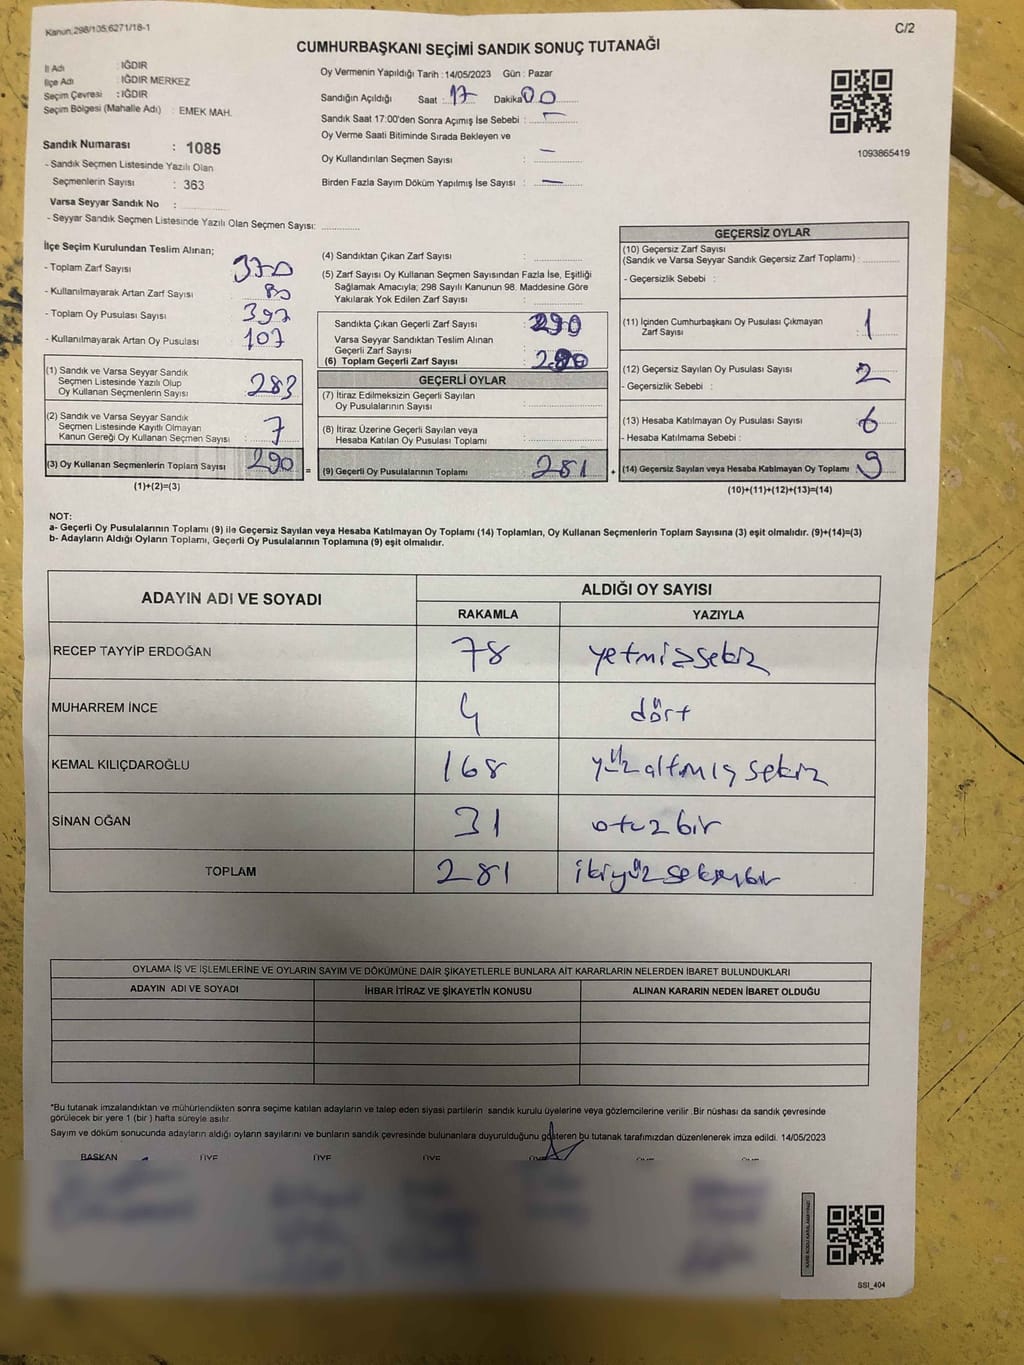 Kanun:298/105;6271/18-1
C/2
CUMHURBAŞKANI SEÇİMİ SANDIK SONUÇ TUTANAĞI
İl Adı : IĞDIR
İlçe Adı : IĞDIR MERKEZ
Seçim Çevresi : IĞDIR
Seçim Bölgesi (Mahalle Adı) : EMEK MAH.
Sandık Numarası : 1085
- Sandık Seçmen Listesinde Yazılı Olan
Seçmenlerin Sayısı : 363
Varsa Seyyar Sandık No :
- Seyyar Sandık Seçmen Listesinde Yazılı Olan Seçmen Sayısı:
Oy Vermenin Yapıldığı Tarih : 14/05/2023 Gün : Pazar
Sandığın Açıldığı Saat : 17 Dakika 00
Sandık Saat 17:00'den Sonra Açımış İse Sebebi : -
Oy Verme Saati Bitiminde Sırada Bekleyen ve
Oy Kullandırılan Seçmen Sayısı : -
Birden Fazla Sayım Döküm Yapılmış İse Sayısı : -
1093865419
İlçe Seçim Kurulundan Teslim Alınan;
- Toplam Zarf Sayısı 370
- Kullanılmayarak Artan Zarf Sayısı 80
- Toplam Oy Pusulası Sayısı 397
- Kullanılmayarak Artan Oy Pusulası 107
(1) Sandık ve Varsa Seyyar Sandık
Seçmen Listesinde Yazılı Olup
Oy Kullanan Seçmenlerin Sayısı 283
(2) Sandık ve Varsa Seyyar Sandık
Seçmen Listesinde Kayıtlı Olmayan
Kanun Gereği Oy Kullanan Seçmen Sayısı 7
(3) Oy Kullanan Seçmenlerin Toplam Sayısı 290 =
(1)+(2)=(3)
(4) Sandıktan Çıkan Zarf Sayısı :
(5) Zarf Sayısı Oy Kullanan Seçmen Sayısından Fazla İse, Eşitliği
Sağlamak Amacıyla; 298 Sayılı Kanunun 98. Maddesine Göre
Yakılarak Yok Edilen Zarf Sayısı :
Sandıkta Çıkan Geçerli Zarf Sayısı : 290
Varsa Seyyar Sandıktan Teslim Alınan
Geçerli Zarf Sayısı :
(6) Toplam Geçerli Zarf Sayısı : 290
GEÇERLİ OYLAR
(7) İtiraz Edilmeksizin Geçerli Sayılan
Oy Pusulalarının Sayısı :
(8) İtiraz Üzerine Geçerli Sayılan veya
Hesaba Katılan Oy Pusulası Toplamı :
(9) Geçerli Oy Pusulalarının Toplamı : 281 +
GEÇERSİZ OYLAR
(10) Geçersiz Zarf Sayısı
(Sandık ve Varsa Seyyar Sandık Geçersiz Zarf Toplamı) :
- Geçersizlik Sebebi :
(11) İçinden Cumhurbaşkanı Oy Pusulası Çıkmayan
Zarf Sayısı : 1
(12) Geçersiz Sayılan Oy Pusulası Sayısı : 2
- Geçersizlik Sebebi :
(13) Hesaba Katılmayan Oy Pusulası Sayısı : 6
- Hesaba Katılmama Sebebi :
(14) Geçersiz Sayılan veya Hesaba Katılmayan Oy Toplamı : 9
(10)+(11)+(12)+(13)=(14)
NOT:
a- Geçerli Oy Pusulalarının Toplamı (9) ile Geçersiz Sayılan veya Hesaba Katılmayan Oy Toplamı (14) Toplamları, Oy Kullanan Seçmenlerin Toplam Sayısına (3) eşit olmalıdır. (9)+(14)=(3)
b- Adayların Aldığı Oyların Toplamı, Geçerli Oy Pusulalarının Toplamına (9) eşit olmalıdır.
ADAYIN ADI VE SOYADI ALDIĞI OY SAYISI
RAKAMLA YAZIYLA
RECEP TAYYİP ERDOĞAN 78 yetmişsekiz
MUHARREM İNCE 4 dört
KEMAL KILIÇDAROĞLU 168 yüzaltmışsekiz
SİNAN OĞAN 31 otuzbir
TOPLAM 281 ikiyüzseksenbir
OYLAMA İŞ VE İŞLEMLERİNE VE OYLARIN SAYIM VE DÖKÜMÜNE DAİR ŞİKAYETLERLE BUNLARA AİT KARARLARIN NELERDEN İBARET BULUNDUKLARI
ADAYIN ADI VE SOYADI İHBAR İTİRAZ VE ŞİKAYETİN KONUSU ALINAN KARARIN NEDEN İBARET OLDUĞU
*Bu tutanak imzalandıktan ve mühürlendikten sonra seçime katılan adayların ve talep eden siyasi partilerin sandık kurulu üyelerine veya gözlemcilerine verilir .Bir nüshası da sandık çevresinde
görülecek bir yere 1 (bir ) hafta süreyle asılır.
Sayım ve döküm sonucunda adayların aldığı oyların sayılarını ve bunların sandık çevresinde bulunanlara duyurulduğunu gösteren bu tutanak tarafımızdan düzenlenerek imza edildi. 14/05/2023
BAŞKAN ÜYE ÜYE ÜYE ÜYE ÜYE ÜYE
SSI_404